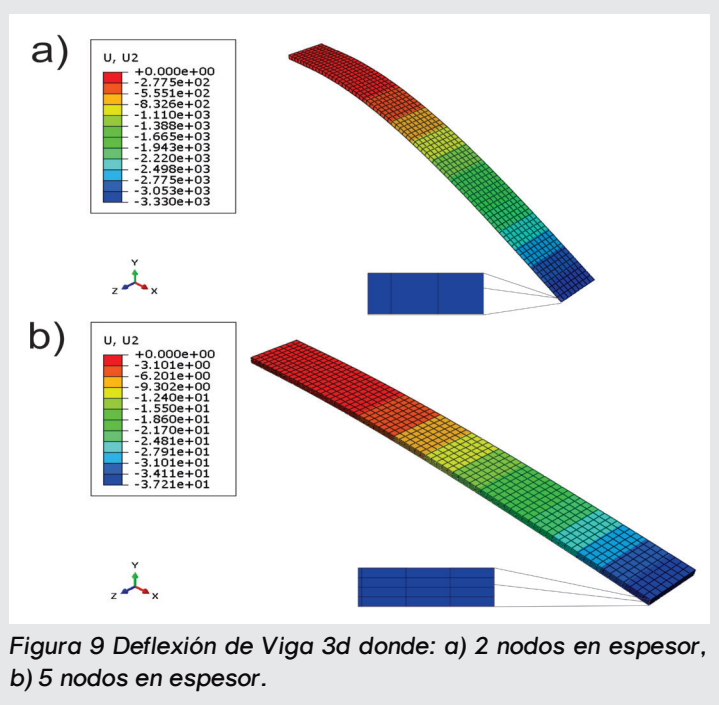 a)
U, U2
+0.000e+00
-2.775e+02
-5.551e+02
-8.326e+02
-1.110e+03
-1.388e+03
-1.665e+03
-1.943e+03
-2.220e+03
-2.498e+03
-2.775e+03
-3.053e+03
-3.330e+03
Y
Z
X
b)
U, U2
+0.000e+00
-3.101e+00
-6.201e+00
-9.302e+00
-1.240e+01
-1.550e+01
-1.860e+01
-2.170e+01
-2.481e+01
-2.791e+01
-3.101e+01
-3.411e+01
-3.721e+01
Y
Z
X
Figura 9 Deflexión de Viga 3d donde: a) 2 nodos en espesor,
b) 5 nodos en espesor.